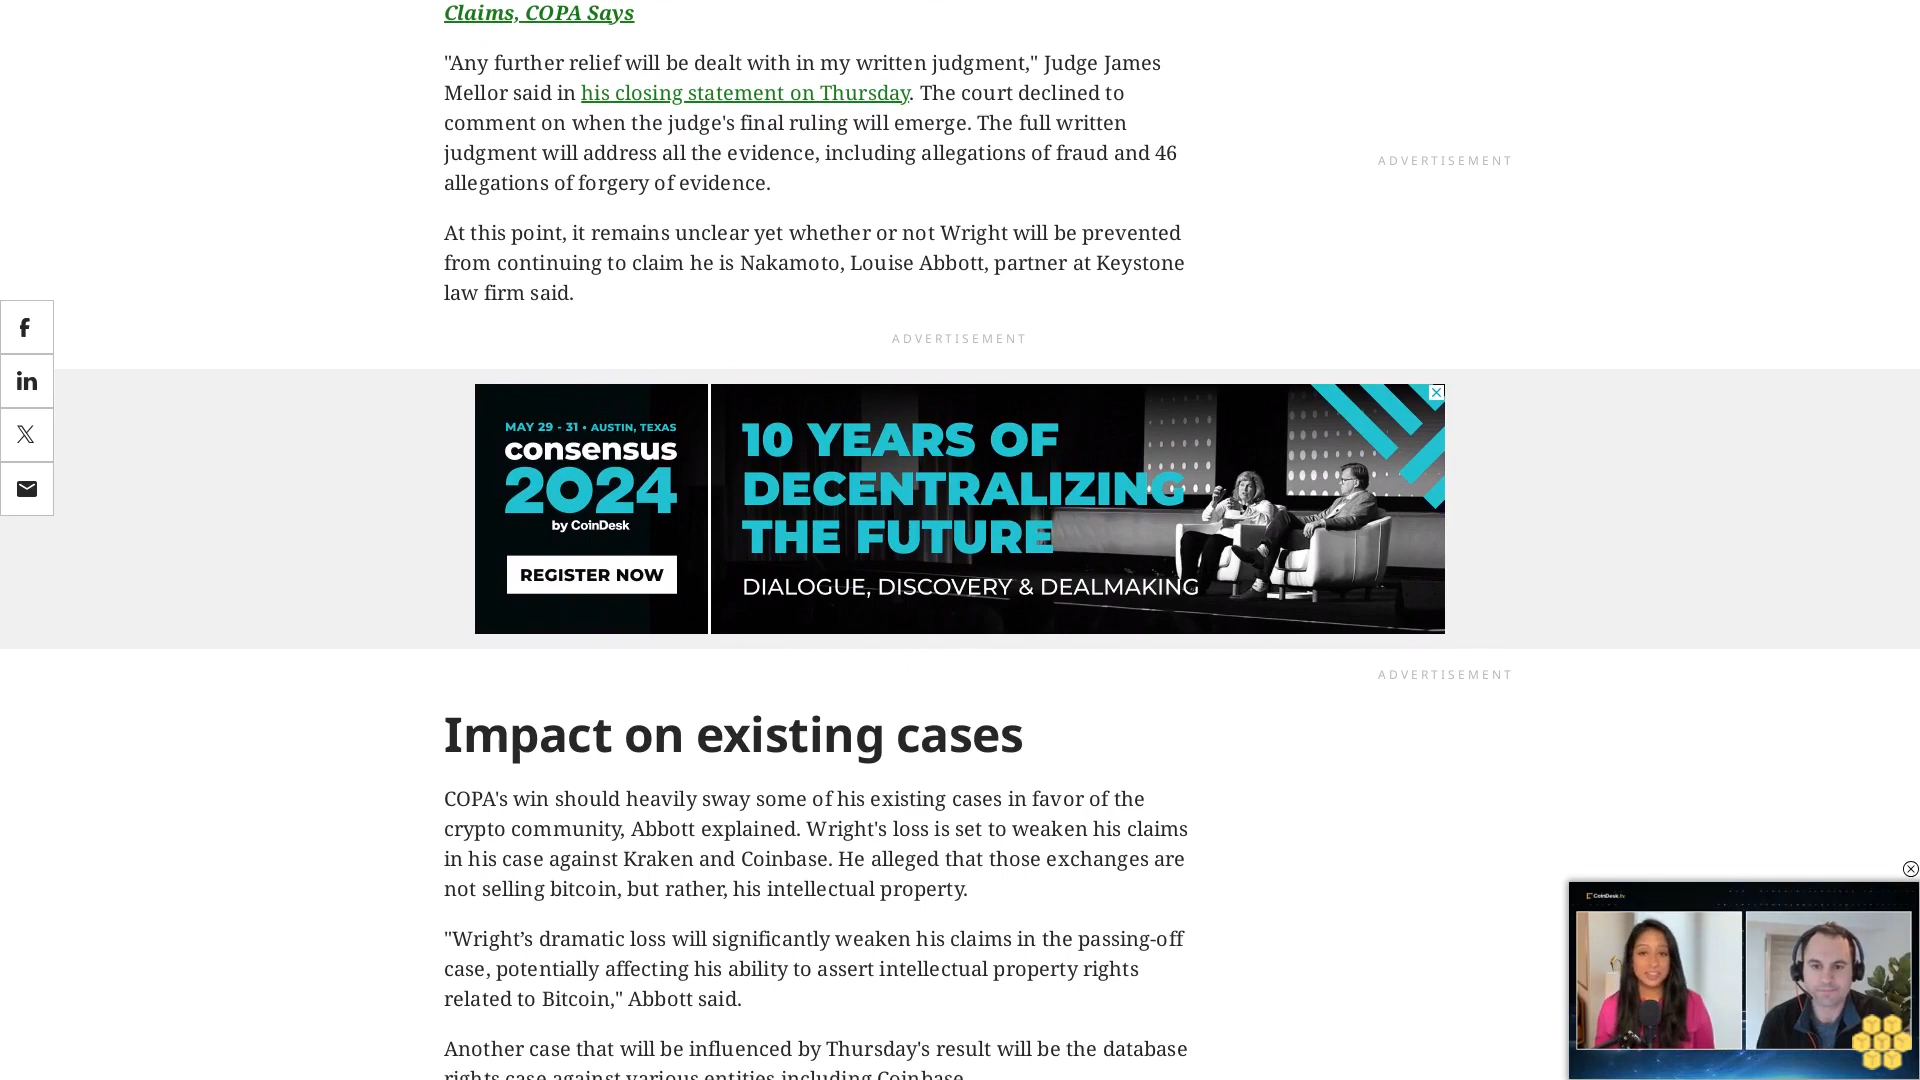 Claims, COPA Says
"Any further relief will be dealt with in my written judgment," Judge James
Mellor said in his closing statement on Thursday. The court declined to
comment on when the judge's final ruling will emerge. The full written
judgment will address all the evidence, including allegations of fraud and 46
allegations of forgery of evidence.
ADVERTISEMENT
At this point, it remains unclear yet whether or not Wright will be prevented
from continuing to claim he is Nakamoto, Louise Abbott, partner at Keystone
law firm said.
ADVERTISEMENT
MAY 29 - 31 • AUSTIN, TEXAS
consensus
2024
by CoinDesk
REGISTER NOW
10 YEARS OF
DECENTRALIZING
THE FUTURE
DIALOGUE, DISCOVERY & DEALMAKING
ADVERTISEMENT
Impact on existing cases
COPA's win should heavily sway some of his existing cases in favor of the
crypto community, Abbott explained. Wright's loss is set to weaken his claims
in his case against Kraken and Coinbase. He alleged that those exchanges are
not selling bitcoin, but rather, his intellectual property.
"Wright’s dramatic loss will significantly weaken his claims in the passing-off
case, potentially affecting his ability to assert intellectual property rights
related to Bitcoin," Abbott said.
Another case that will be influenced by Thursday's result will be the database
rights case against various entities including Coinbase.
CoinDesk.tv